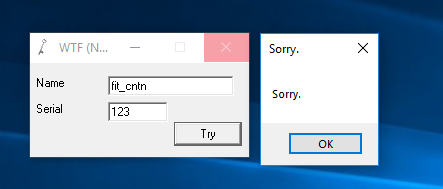 WTF (N...
Name
fit_cntn
Serial
123
Try
Sorry.
Sorry.
OK